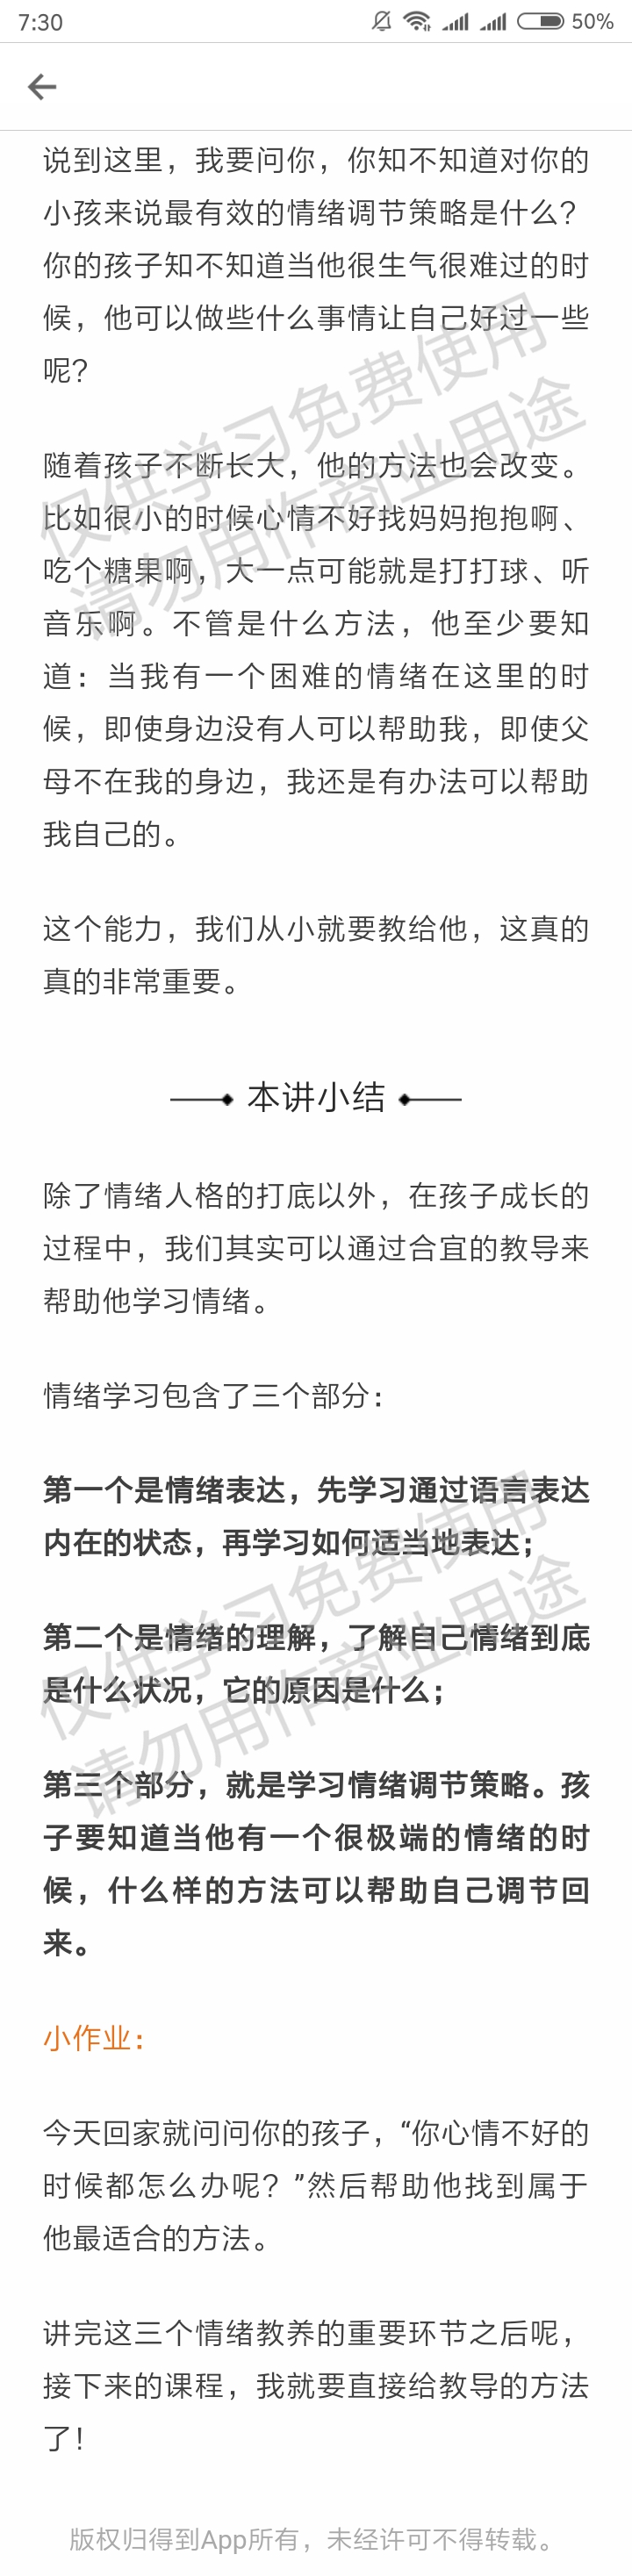 7:30
50%
说到这里，我要问你，你知不知道对你的
小孩来说最有效的情绪调节策略是什么？
你的孩子知不知道当他很生气很难过的时
候，他可以做些什么事情让自己好过一些
呢？
仅供学习免费使用
请勿用作商业用途
随着孩子不断长大，他的方法也会改变。
比如很小的时候心情不好找妈妈抱抱啊、
吃个糖果啊，大一点可能就是打打球、听
音乐啊。不管是什么方法，他至少要知
道：当我有一个困难的情绪在这里的时
候，即使身边没有人可以帮助我，即使父
母不在我的身边，我还是有办法可以帮助
我自己的。
这个能力，我们从小就要教给他，这真的
真的非常重要。
本讲小结
除了情绪人格的打底以外，在孩子成长的
过程中，我们其实可以通过合宜的教导来
帮助他学习情绪。
情绪学习包含了三个部分：
第一个是情绪表达，先学习通过语言表达
内在的状态，再学习如何适当地表达；
仅供学习免费使用
请勿用作商业用途
第二个是情绪的理解，了解自己情绪到底
是什么状况，它的原因是什么；
第三个部分，就是学习情绪调节策略。孩
子要知道当他有一个很极端的情绪的时
候，什么样的方法可以帮助自己调节回
来。
小作业：
今天回家就问问你的孩子，“你心情不好的
时候都怎么办呢？”然后帮助他找到属于
他最适合的方法。
讲完这三个情绪教养的重要环节之后呢，
接下来的课程，我就要直接给教导的方法
了！
版权归得到App所有，未经许可不得转载。